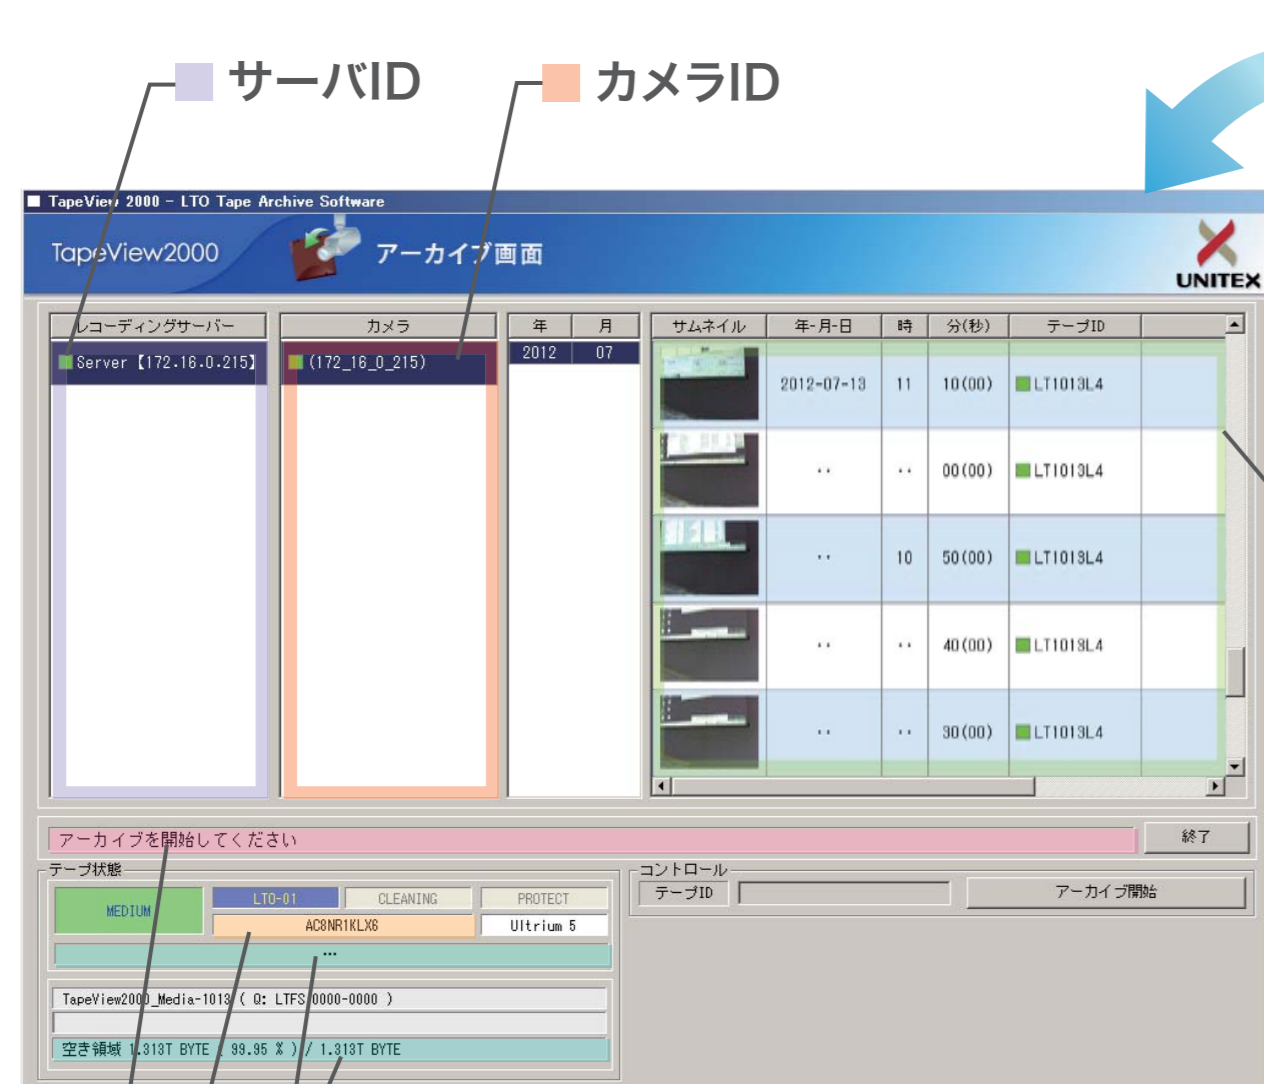 サーバID
カメラID
TapeView 2000 - LTO Tape Archive Software
TapeView2000
アーカイブ画面
UNITEX
レコーディングサーバー
カメラ
年 月
サムネイル 年-月-日 時 分(秒) テープID
Server【172.16.0.215】
(172_16_0_215)
2012 07
2012-07-13 11 10(00) LT1013L4
.. .. 00(00) LT1013L4
.. 10 50(00) LT1013L4
.. .. 40(00) LT1013L4
.. .. 30(00) LT1013L4
アーカイブを開始してください
終了
テープ状態
MEDIUM
LTO-01
CLEANING
PROTECT
AC8NR1KLX6
Ultrium 5
...
コントロール
テープID
アーカイブ開始
TapeView2000_Media-1013 ( Q: LTFS 0000-0000 )
空き領域 1.313T BYTE ( 99.95 % ) / 1.313T BYTE